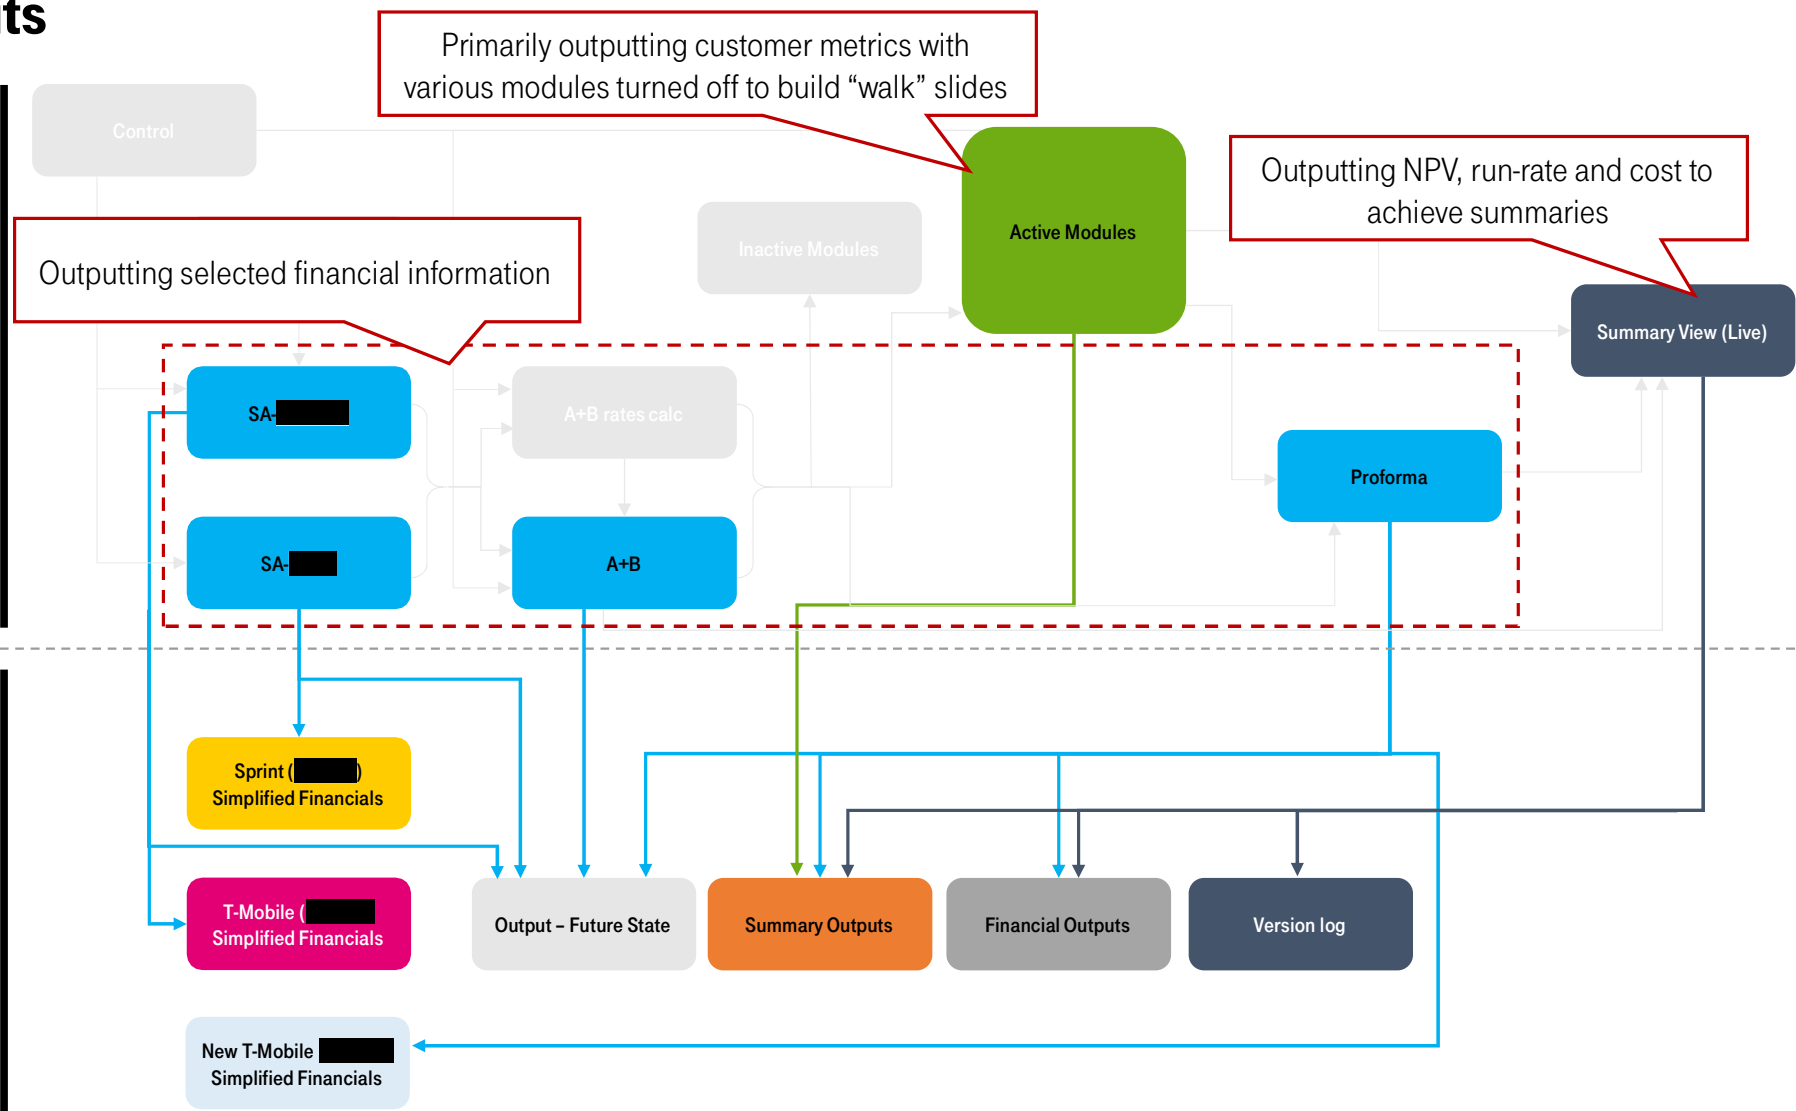 Primarily outputting customer metrics with
various modules turned off to build “walk” slides
Control
Outputting NPV, run-rate and cost to
achieve summaries
Active Modules
Inactive Modules
Outputting selected financial information
Summary View (Live)
SA-
A+B rates calc
Proforma
SA-
A+B
Sprint ( )
Simplified Financials
T-Mobile (
Simplified Financials
Output – Future State
Summary Outputs
Financial Outputs
Version log
New T-Mobile
Simplified Financials